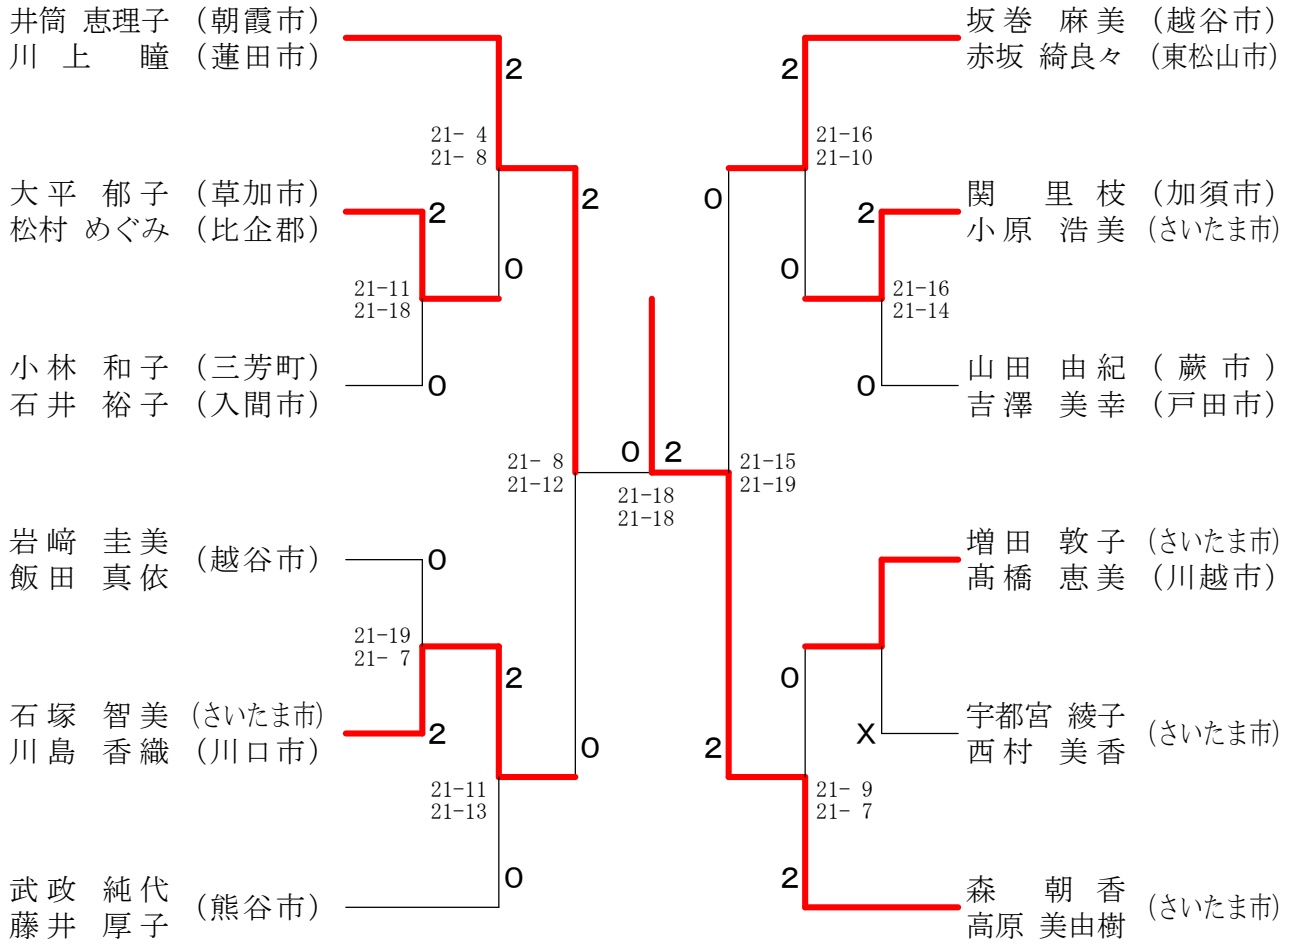 井筒 恵理子 (朝霞市)
川上 瞳 (蓮田市)
2
21- 4
21- 8
大平 郁子 (草加市)
松村 めぐみ (比企郡)
2
2
0
21-11
21-18
小林 和子 (三芳町)
石井 裕子 (入間市)
0
21- 8
21-12
岩﨑 圭美
飯田 真依
(越谷市)
0
21-19
21- 7
2
石塚 智美 (さいたま市)
川島 香織 (川口市)
2
0
21-11
21-13
武政 純代
藤井 厚子
(熊谷市)
0
0 2
21-18
21-18
坂巻 麻美 (越谷市)
赤坂 綺良々 (東松山市)
2
21-16
21-10
0
関 里枝 (加須市)
小原 浩美 (さいたま市)
2
0
21-16
21-14
山田 由紀 (蕨市)
吉澤 美幸 (戸田市)
0
21-15
21-19
増田 敦子 (さいたま市)
髙橋 恵美 (川越市)
0
宇都宮 綾子
西村 美香
(さいたま市)
X
2
21- 9
21- 7
森 朝香
高原 美由樹
(さいたま市)
2